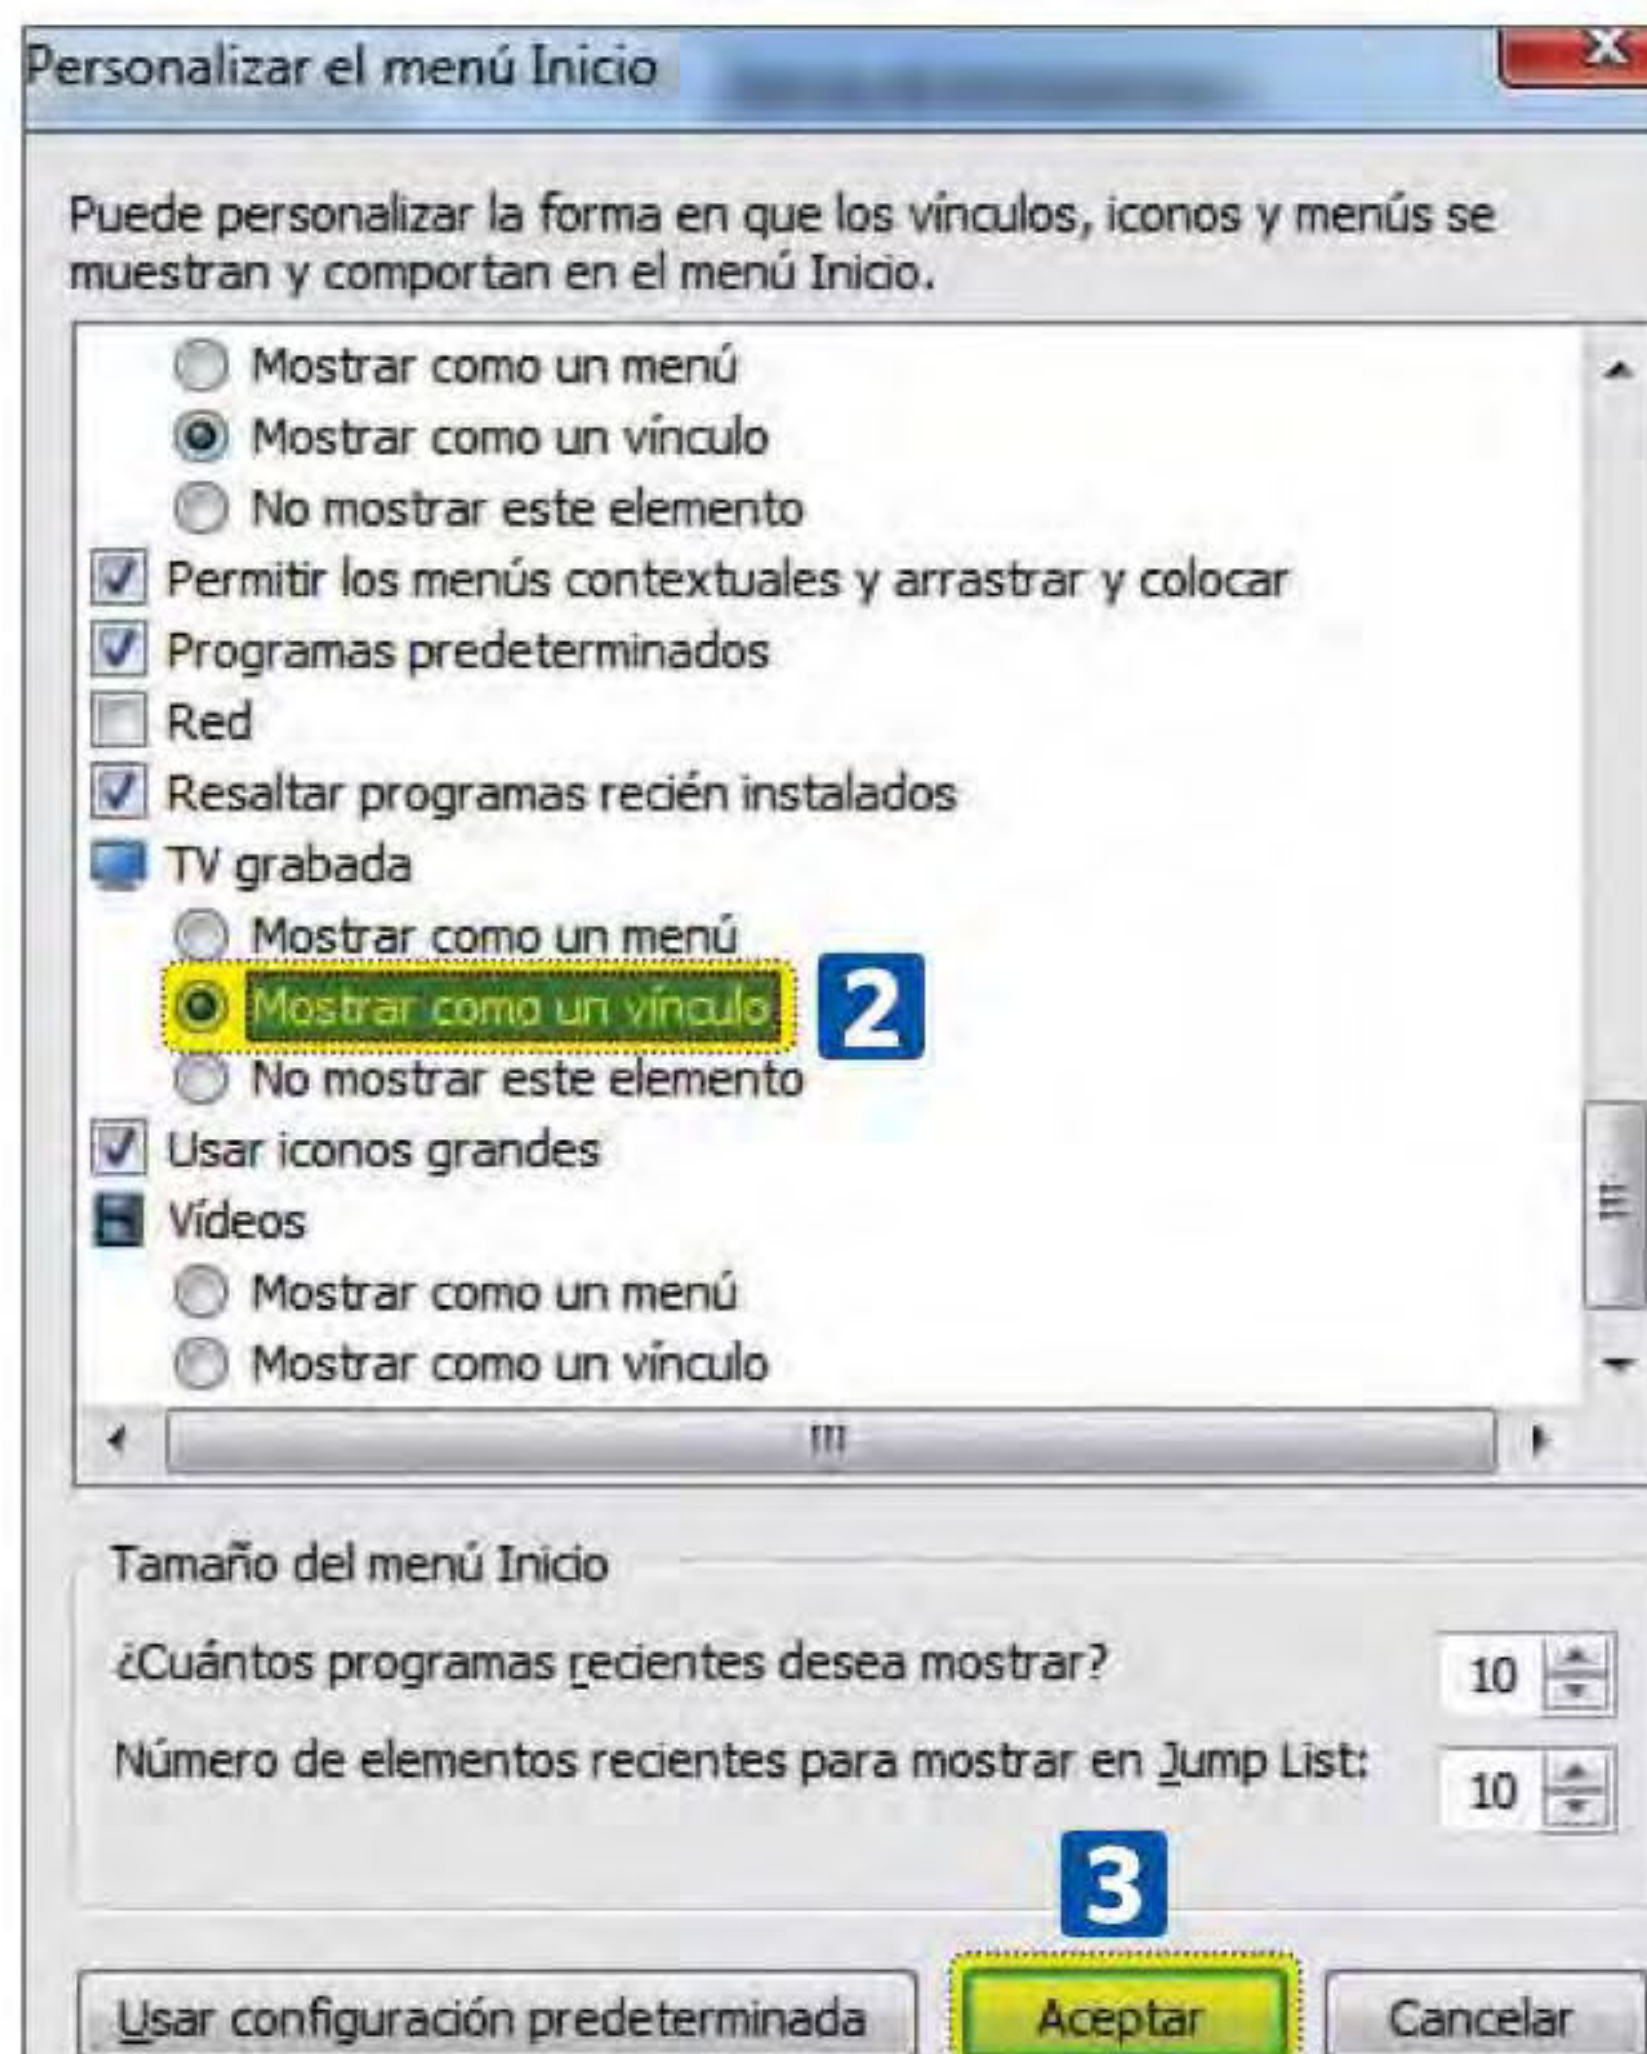 Personalizar el menú Inicio
X
Puede personalizar la forma en que los vínculos, iconos y menús se
muestran y comportan en el menú Inicio.
Mostrar como un menú
Mostrar como un vínculo
No mostrar este elemento
Permitir los menús contextuales y arrastrar y colocar
Programas predeterminados
Red
Resaltar programas recién instalados
TV grabada
Mostrar como un menú
Mostrar como un vínculo
2
No mostrar este elemento
Usar iconos grandes
Vídeos
Mostrar como un menú
Mostrar como un vínculo
Tamaño del menú Inicio
¿Cuántos programas recientes desea mostrar? 10
Número de elementos recientes para mostrar en Jump List: 10
3
Usar configuración predeterminada Aceptar Cancelar